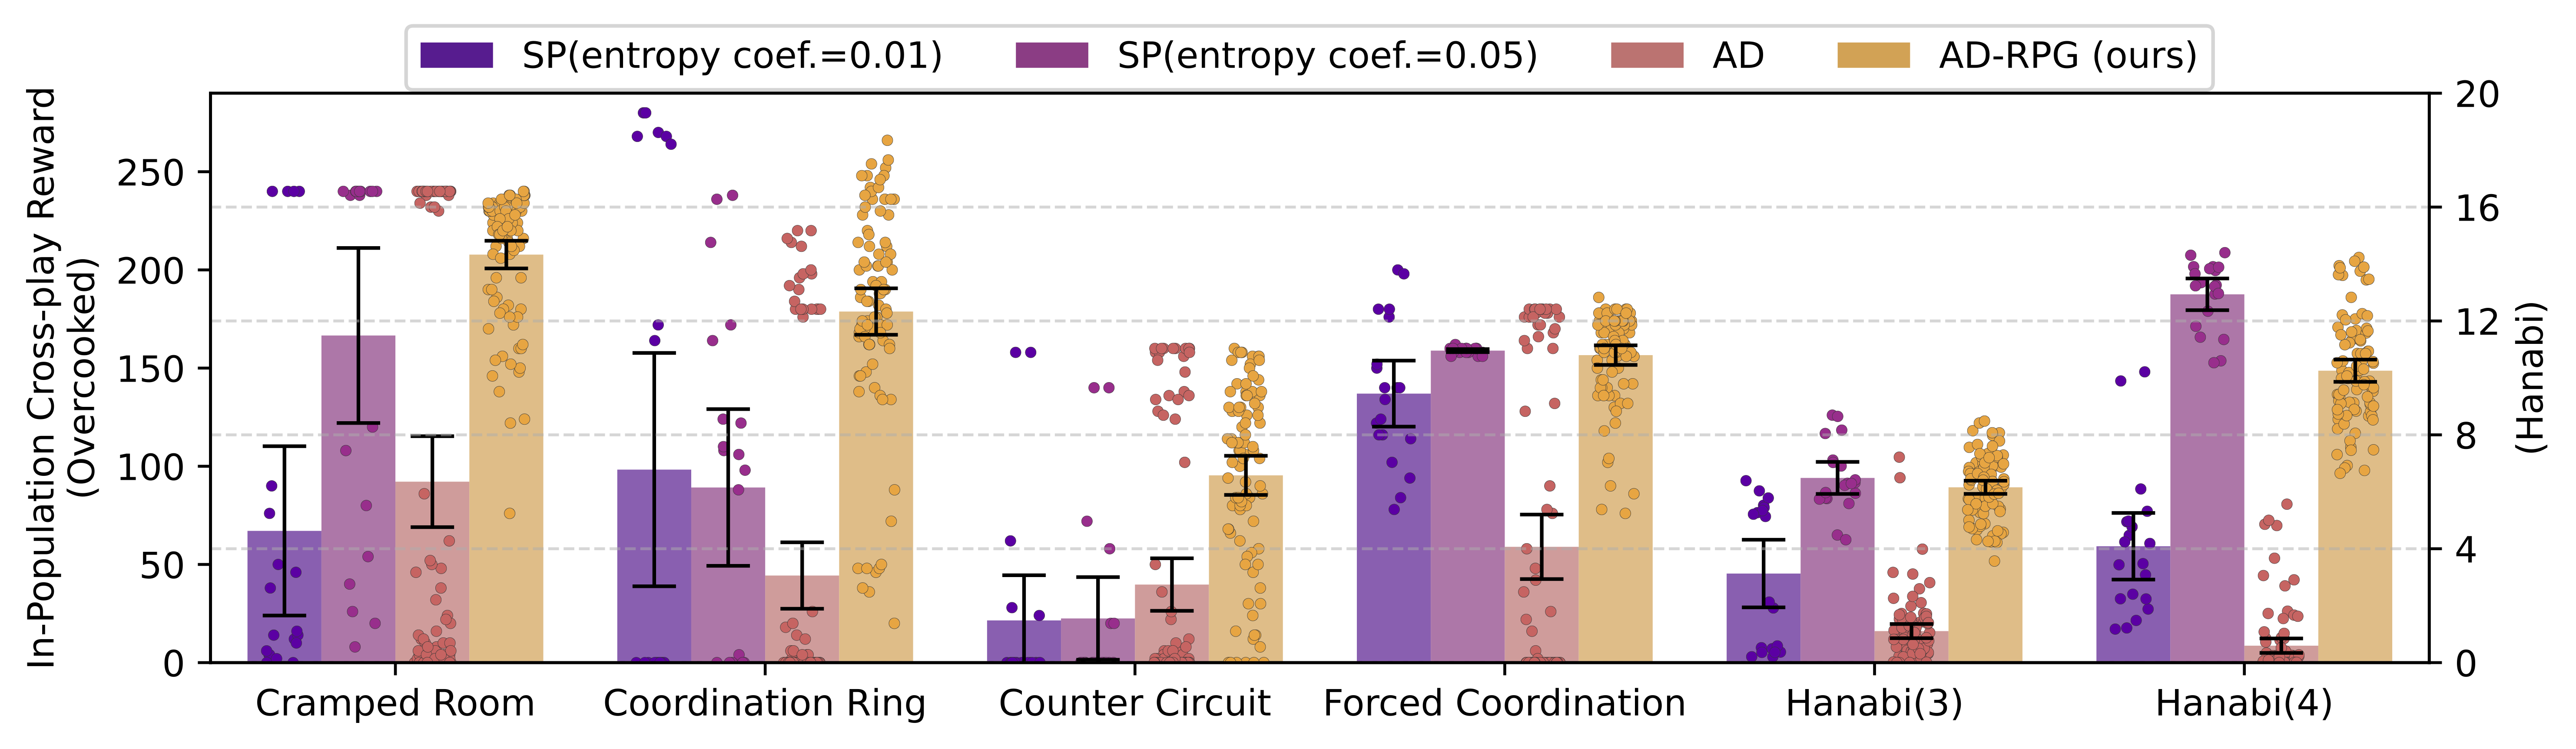 SP(entropy coef.=0.01) SP(entropy coef.=0.05) AD AD-RPG (ours)
In-Population Cross-play Reward
(Overcooked)
250
200
150
100
50
0
20
16
12
8
4
0
(Hanabi)
Cramped Room Coordination Ring Counter Circuit Forced Coordination Hanabi(3) Hanabi(4)